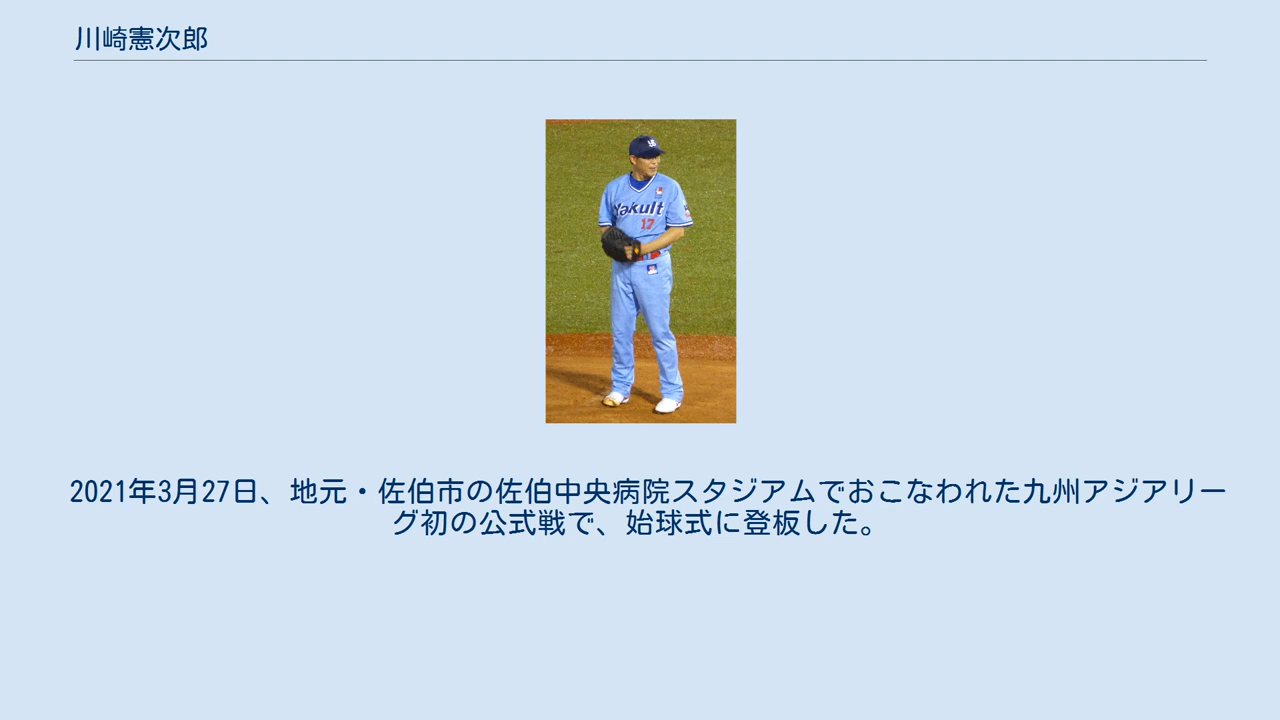 川崎憲次郎
Yakult
17
2021年3月27日、地元・佐伯市の佐伯中央病院スタジアムでおこなわれた九州アジアリー
グ初の公式戦で、始球式に登板した。